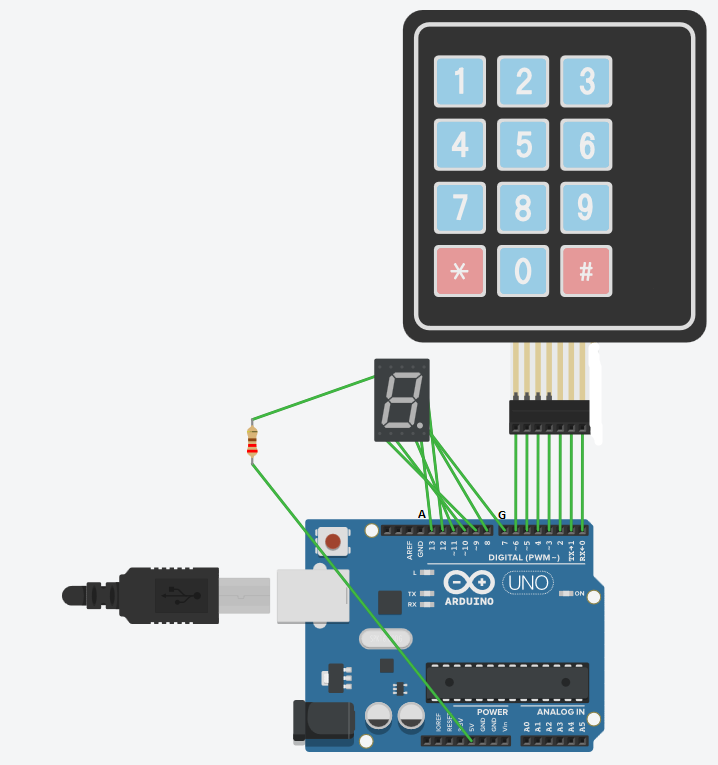 1 2 3
4 5 6
7 8 9
* 0 #
A G
AREF GND 13 12 ~11 ~10 ~9 8 7 ~6 ~5 4 ~3 2 TX→1 RX←0
DIGITAL (PWM~)
L
TX
RX
UNO
ARDUINO
ON
POWER ANALOG IN
IOREF RESET 3.3V 5V GND GND Vin A0 A1 A2 A3 A4 A5